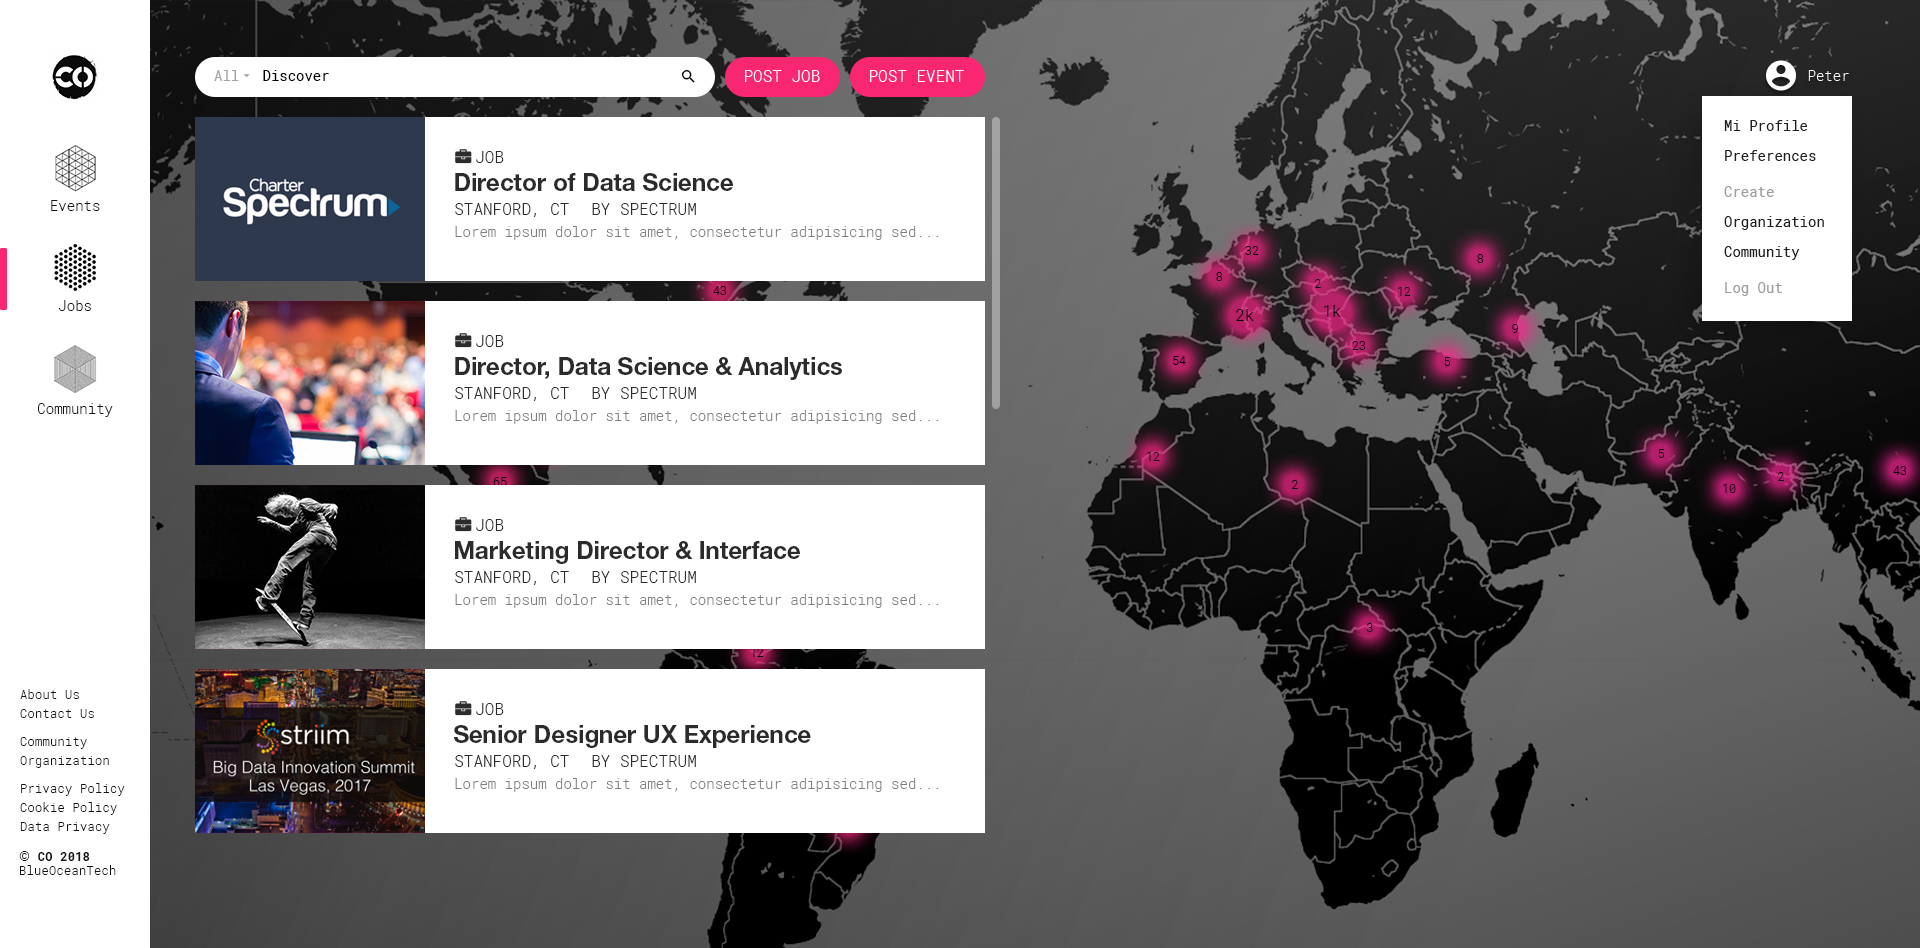 CO
Events
Jobs
Community
About Us
Contact Us
Community
Organization
Privacy Policy
Cookie Policy
Data Privacy
© CO 2018
BlueOceanTech
All Discover
POST JOB
POST EVENT
Peter
Mi Profile
Preferences
Create
Organization
Community
Log Out
Charter
Spectrum
JOB
Director of Data Science
STANFORD, CT BY SPECTRUM
Lorem ipsum dolor sit amet, consectetur adipisicing sed...
JOB
Director, Data Science & Analytics
STANFORD, CT BY SPECTRUM
Lorem ipsum dolor sit amet, consectetur adipisicing sed...
JOB
Marketing Director & Interface
STANFORD, CT BY SPECTRUM
Lorem ipsum dolor sit amet, consectetur adipisicing sed...
striim
Big Data Innovation Summit
Las Vegas, 2017
JOB
Senior Designer UX Experience
STANFORD, CT BY SPECTRUM
Lorem ipsum dolor sit amet, consectetur adipisicing sed...
43
65
12
32
8
2
12
8
2k
1k
23
9
54
5
12
2
5
10
2
43
3